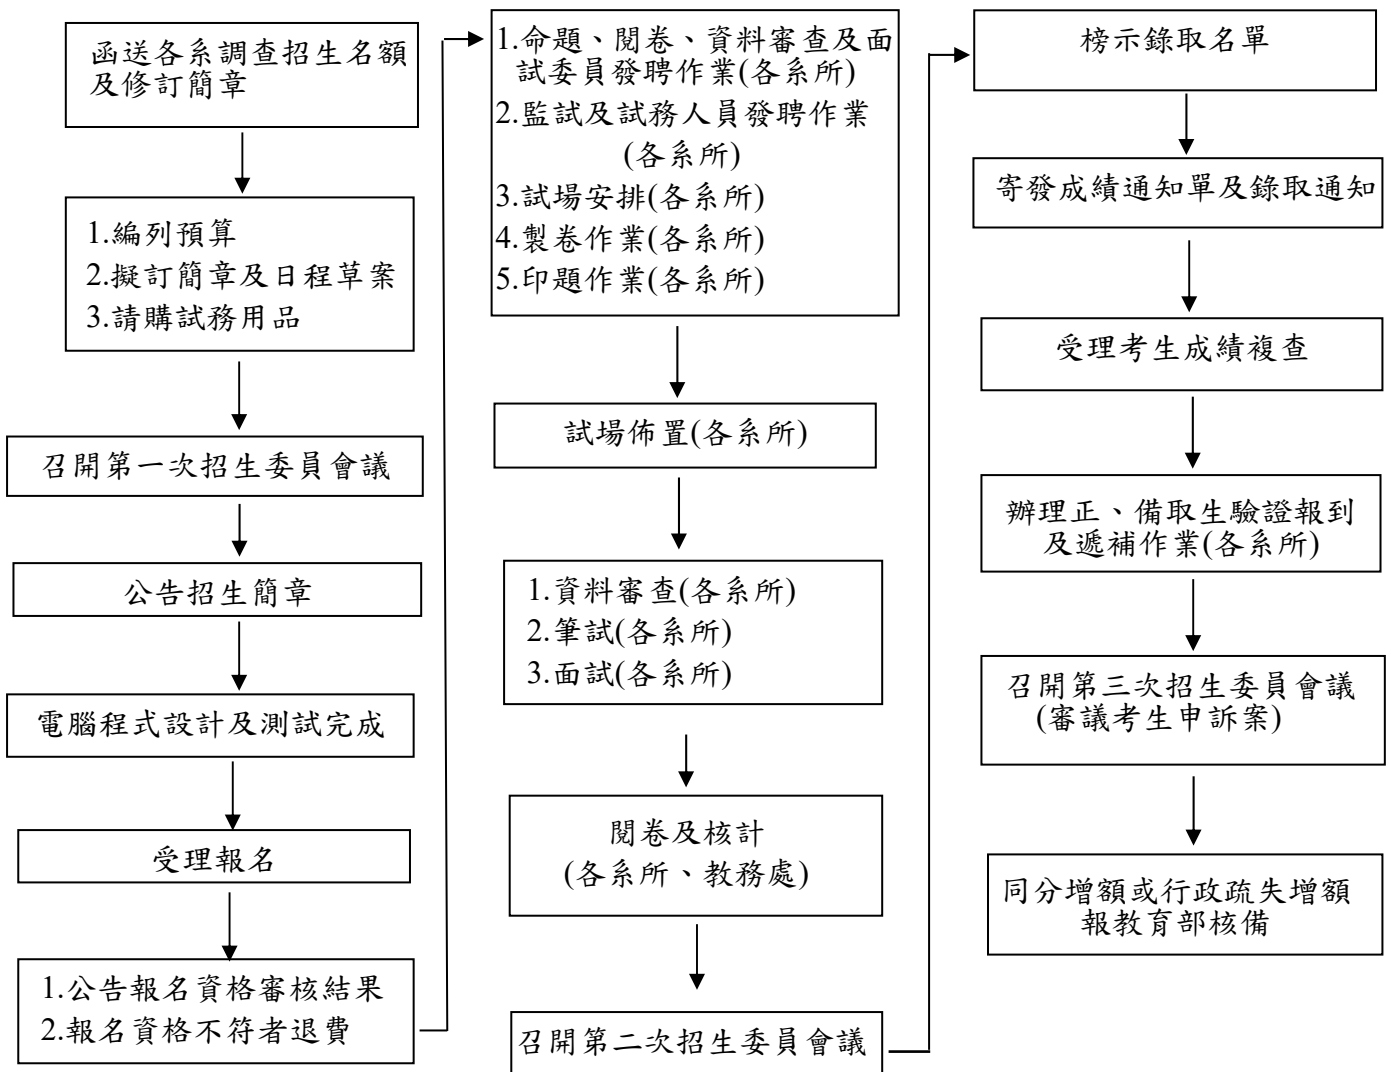 函送各系調查招生名額
及修訂簡章
1.編列預算
2.擬訂簡章及日程草案
3.請購試務用品
召開第一次招生委員會議
公告招生簡章
電腦程式設計及測試完成
受理報名
1.公告報名資格審核結果
2.報名資格不符者退費
1.命題、閱卷、資料審查及面
試委員發聘作業(各系所)
2.監試及試務人員發聘作業
(各系所)
3.試場安排(各系所)
4.製卷作業(各系所)
5.印題作業(各系所)
試場佈置(各系所)
1.資料審查(各系所)
2.筆試(各系所)
3.面試(各系所)
閱卷及核計
(各系所、教務處)
召開第二次招生委員會議
榜示錄取名單
寄發成績通知單及錄取通知
受理考生成績複查
辦理正、備取生驗證報到
及遞補作業(各系所)
召開第三次招生委員會議
(審議考生申訴案)
同分增額或行政疏失增額
報教育部核備